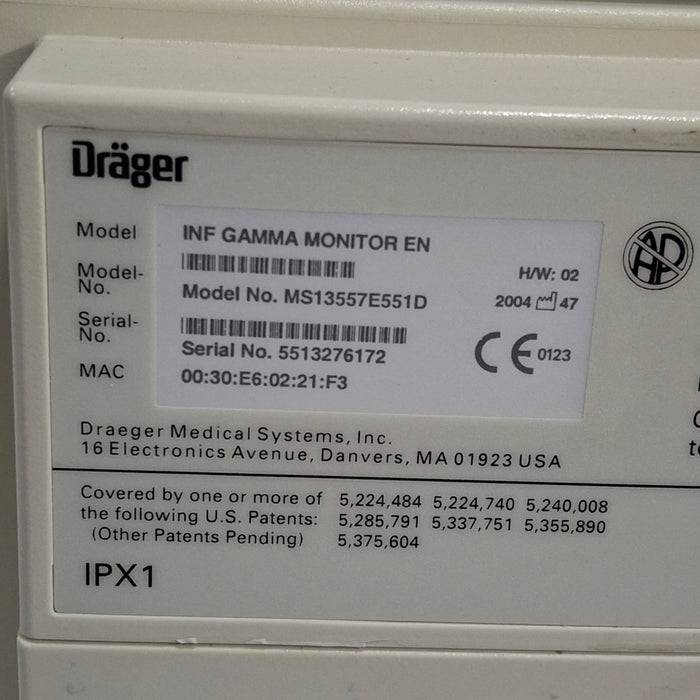 Dräger
Model INF GAMMA MONITOR EN
H/W: 02
Model-No. Model No. MS13557E551D
2004 47
Serial-No. Serial No. 5513276172
CE 0123
MAC 00:30:E6:02:21:F3
Draeger Medical Systems, Inc.
16 Electronics Avenue, Danvers, MA 01923 USA
Covered by one or more of 5,224,484 5,224,740 5,240,008
the following U.S. Patents: 5,285,791 5,337,751 5,355,890
(Other Patents Pending) 5,375,604
IPX1